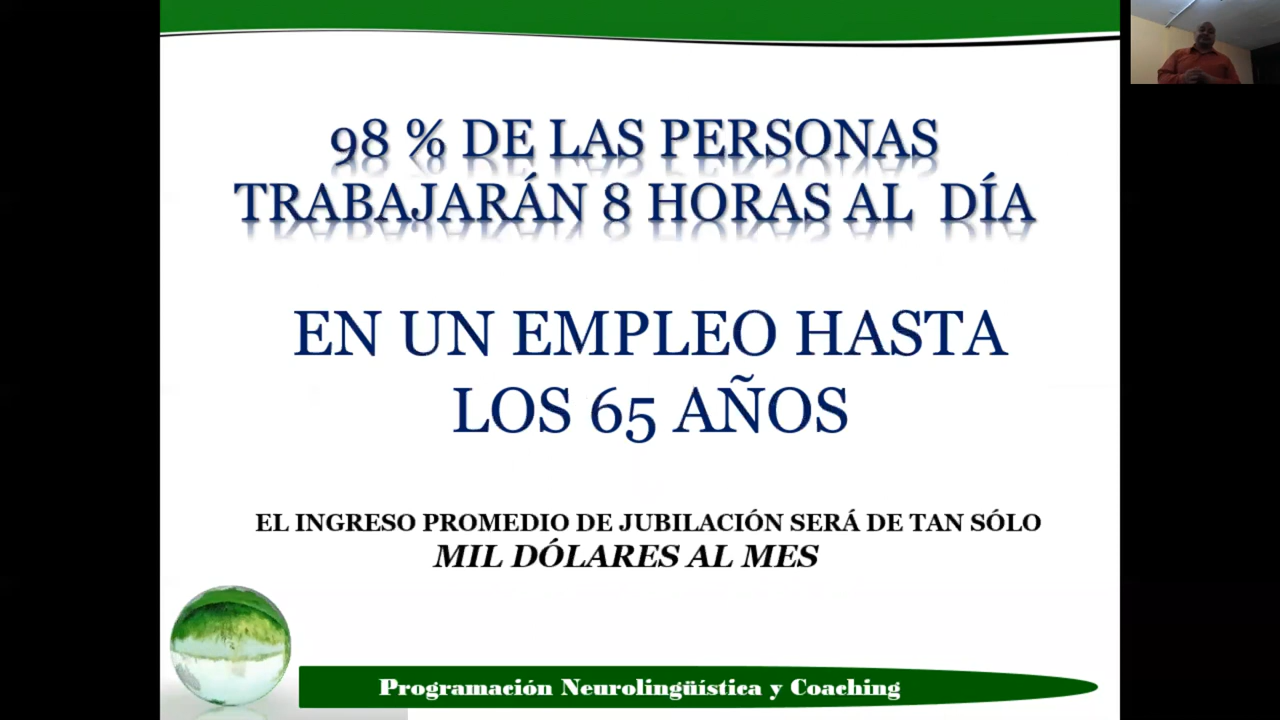 98 % DE LAS PERSONAS
TRABAJARÁN 8 HORAS AL DÍA
EN UN EMPLEO HASTA
LOS 65 AÑOS
EL INGRESO PROMEDIO DE JUBILACIÓN SERÁ DE TAN SÓLO
MIL DÓLARES AL MES
Programación Neurolingüística y Coaching